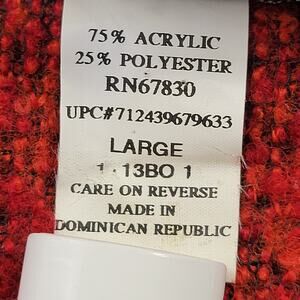 75% ACRYLIC
25% POLYESTER
RN67830
UPC#712439679633
LARGE
1 13BO 1
CARE ON REVERSE
MADE IN
DOMINICAN REPUBLIC